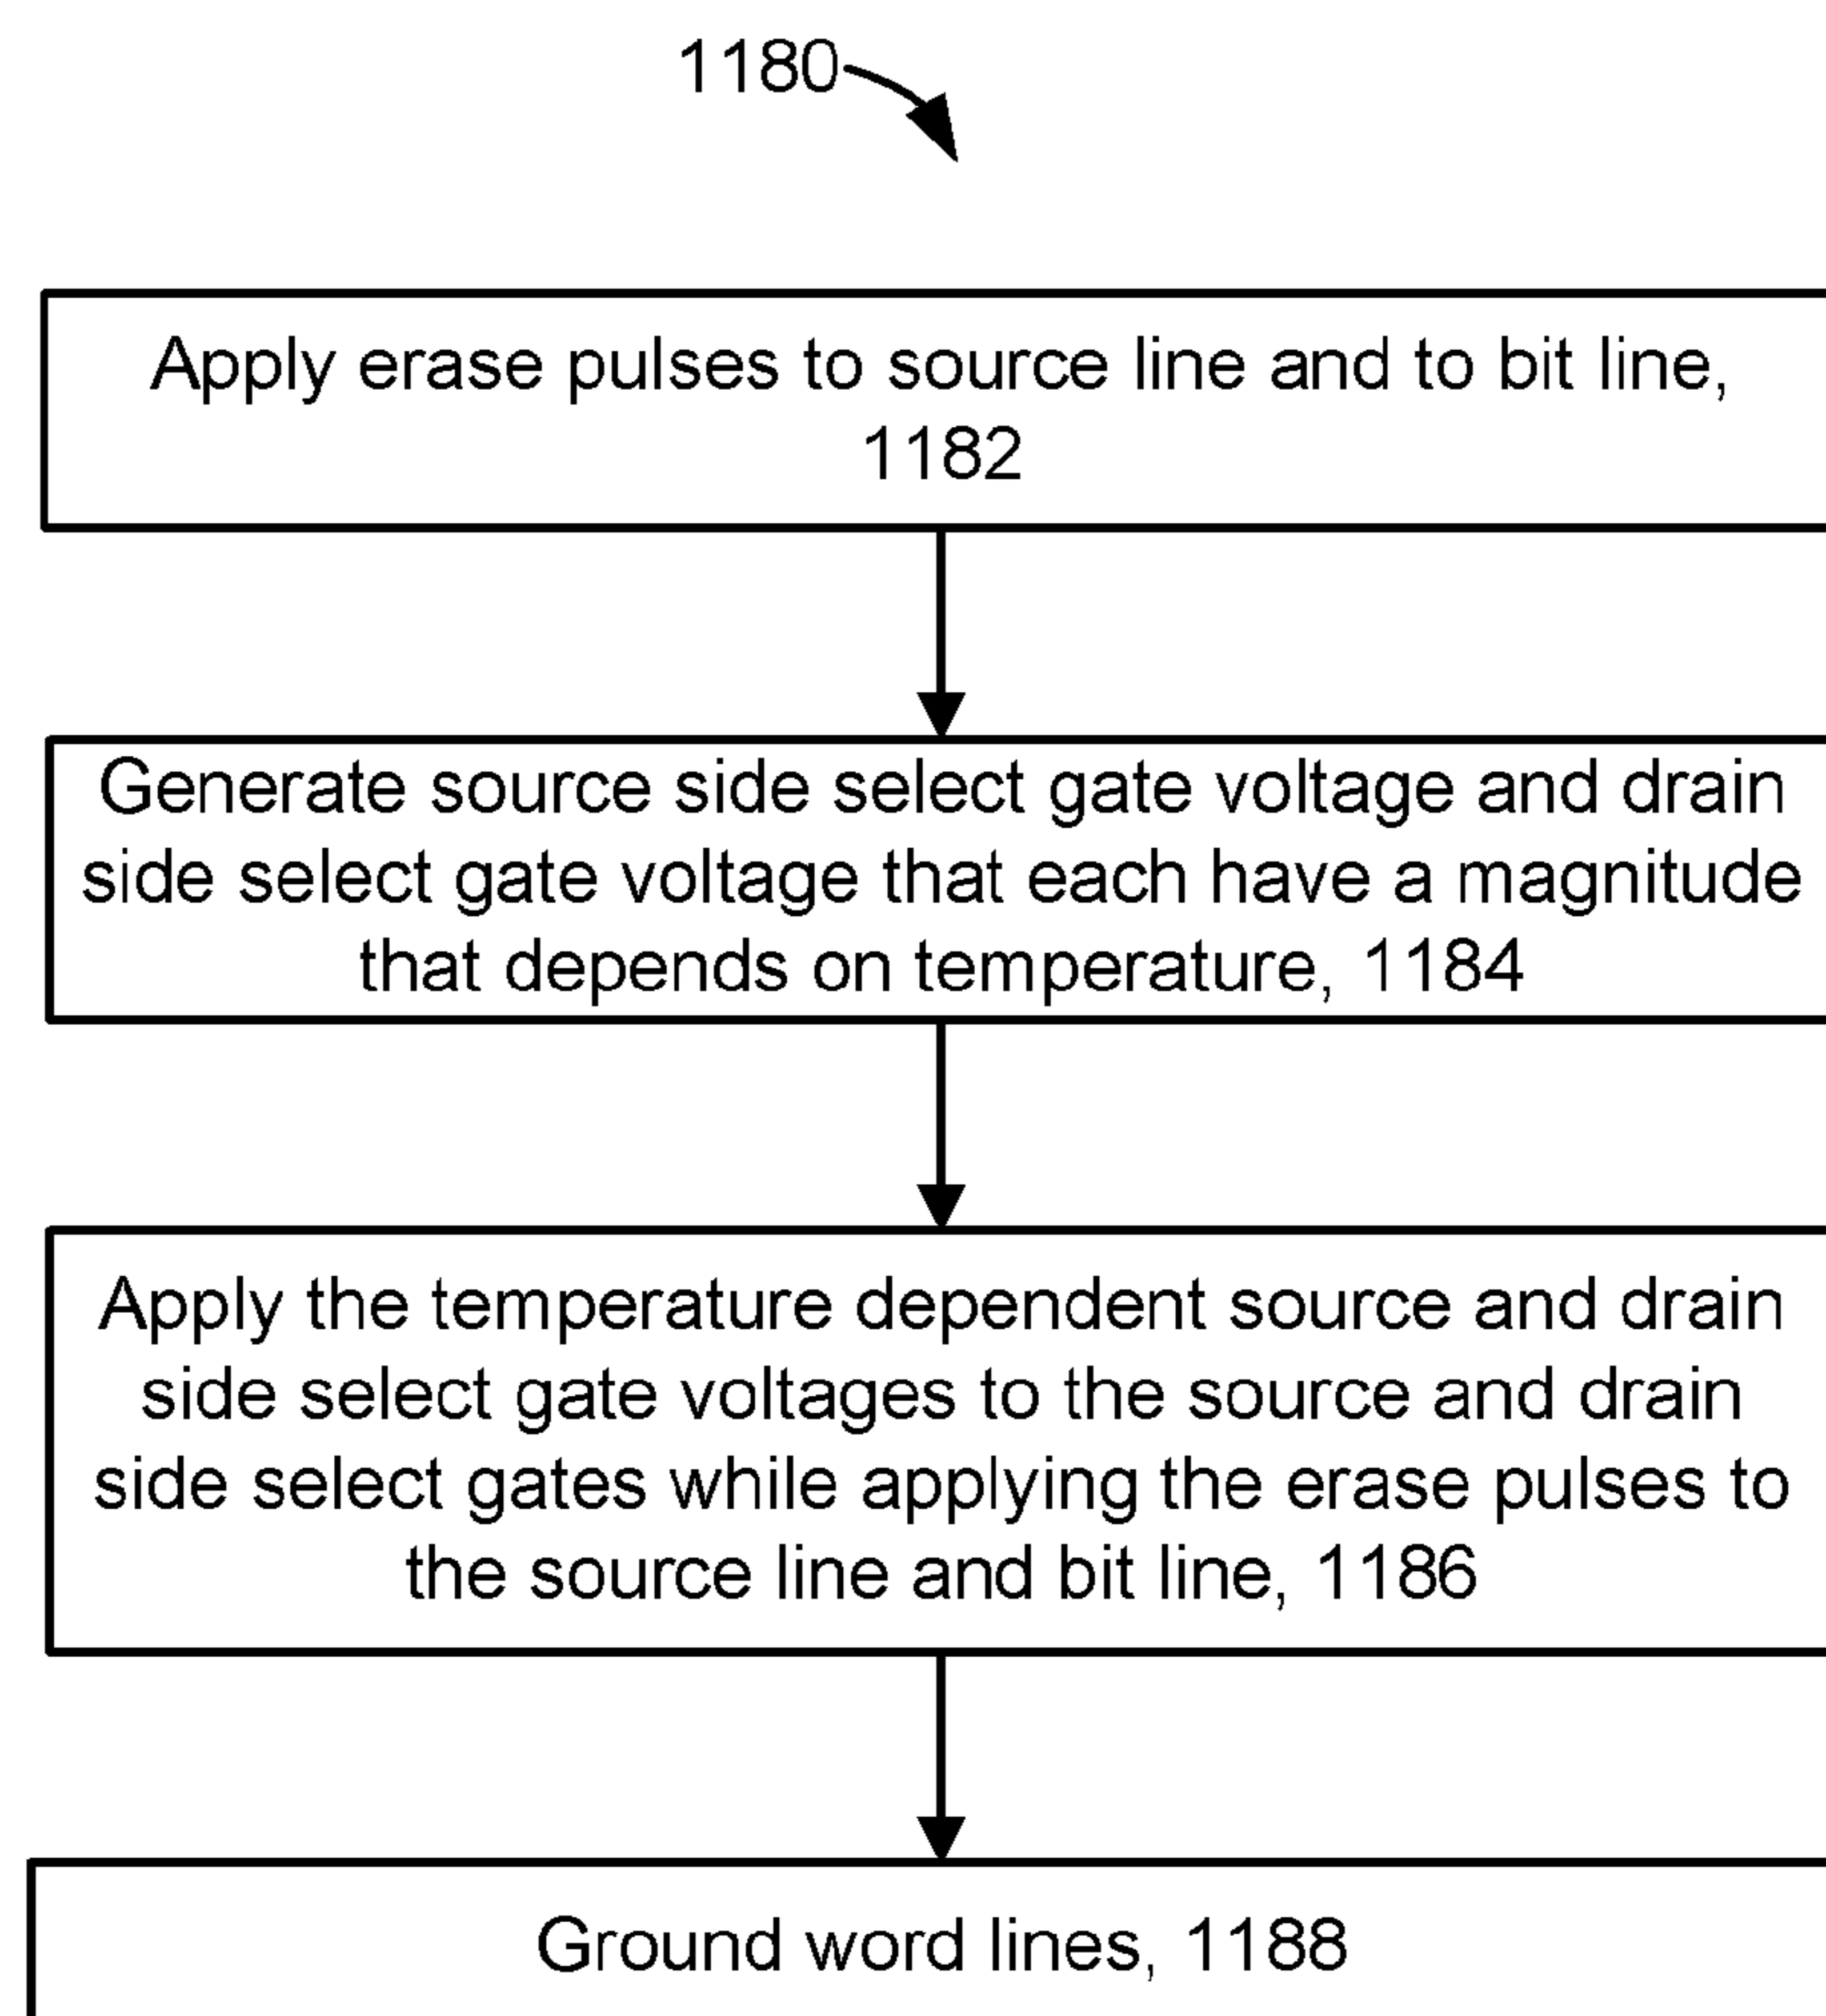 1180
Apply erase pulses to source line and to bit line,
1182
Generate source side select gate voltage and drain
side select gate voltage that each have a magnitude
that depends on temperature, 1184
Apply the temperature dependent source and drain
side select gate voltages to the source and drain
side select gates while applying the erase pulses to
the source line and bit line, 1186
Ground word lines, 1188